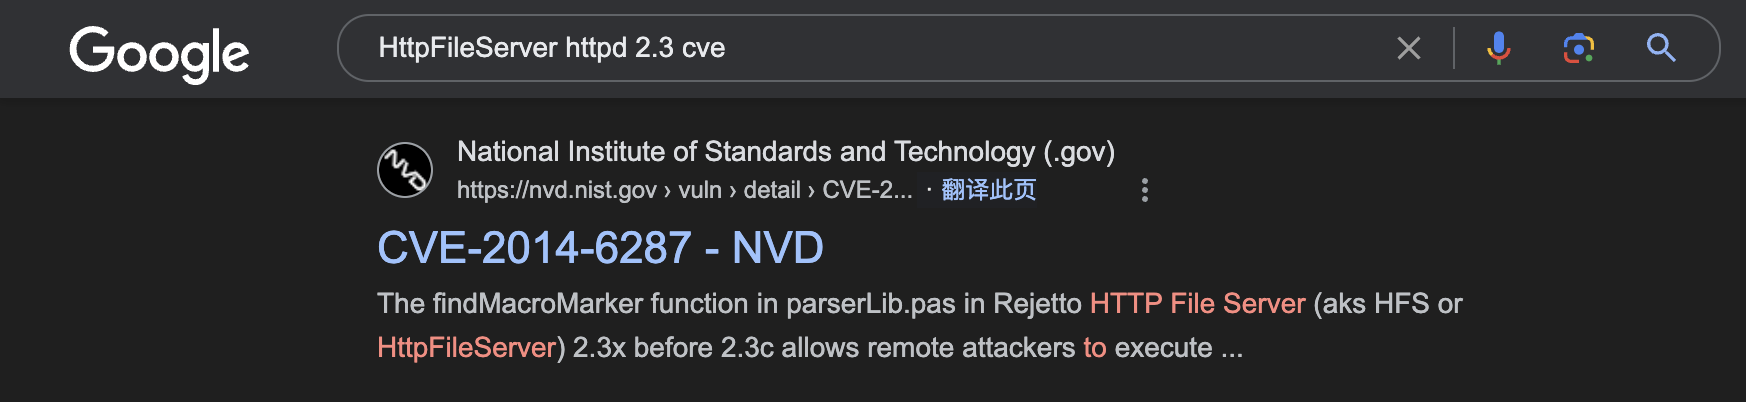 Google
HttpFileServer httpd 2.3 cve
NVD
National Institute of Standards and Technology (.gov)
https://nvd.nist.gov › vuln › detail › CVE-2... · 翻译此页
CVE-2014-6287 - NVD
The findMacroMarker function in parserLib.pas in Rejetto HTTP File Server (aks HFS or
HttpFileServer) 2.3x before 2.3c allows remote attackers to execute ...